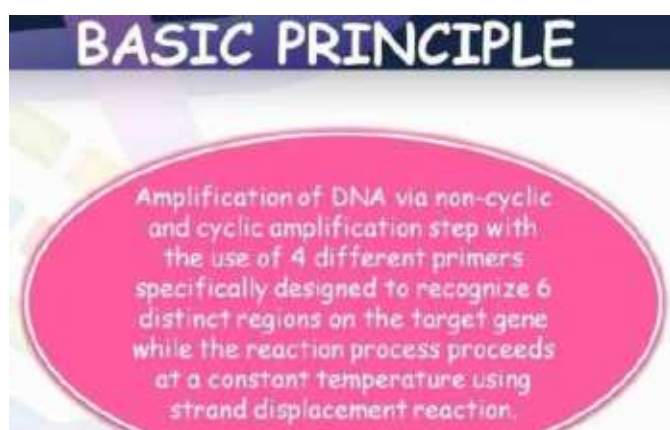 BASIC PRINCIPLE
Amplification of DNA via non-cyclic
and cyclic amplification step with
the use of 4 different primers
specifically designed to recognize 6
distinct regions on the target gene
while the reaction process proceeds
at a constant temperature using
strand displacement reaction.